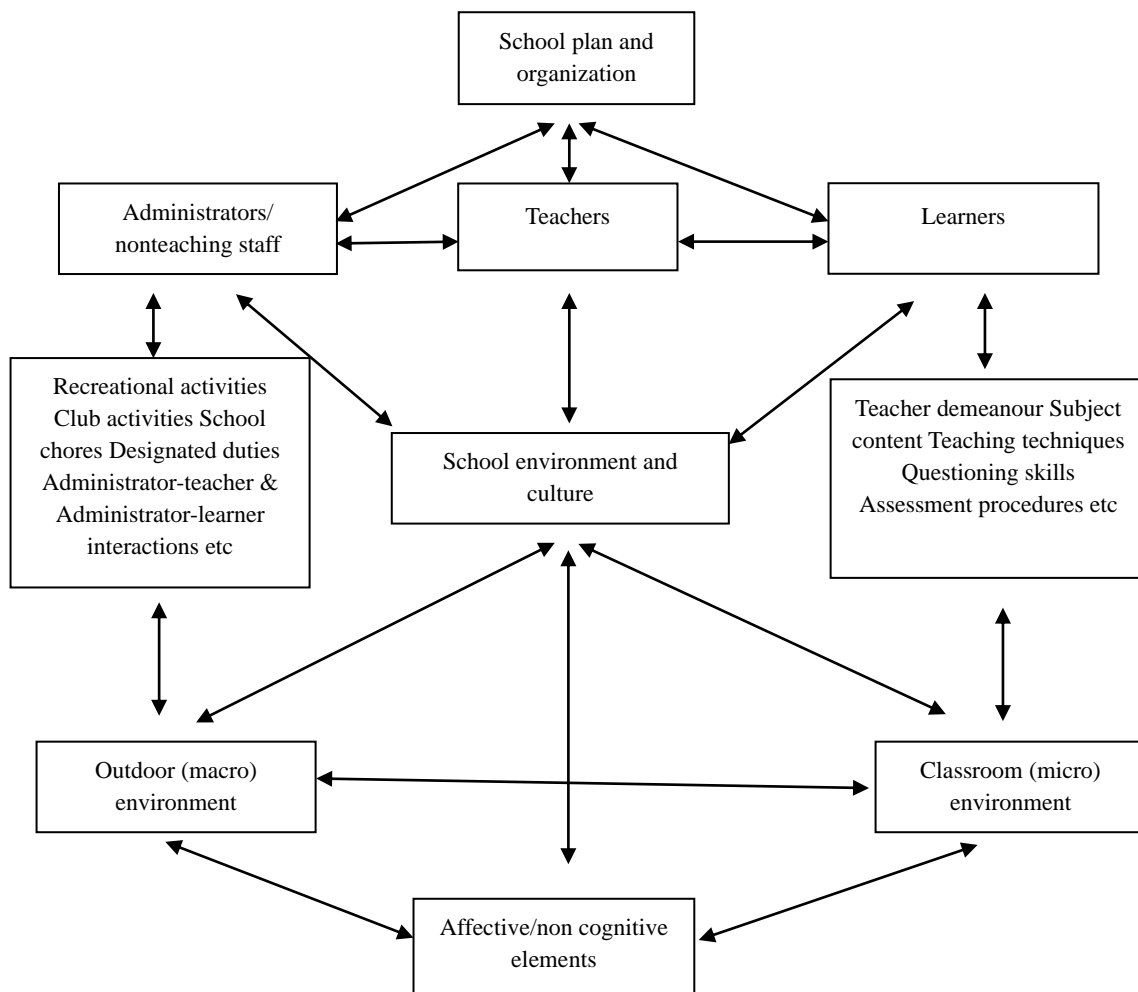 School plan and
organization
Administrators/
nonteaching staff
Teachers
Learners
Recreational activities
Club activities School
chores Designated duties
Administrator-teacher &
Administrator-learner
interactions etc
School environment and
culture
Teacher demeanour Subject
content Teaching techniques
Questioning skills
Assessment procedures etc
Outdoor (macro)
environment
Classroom (micro)
environment
Affective/non cognitive
elements